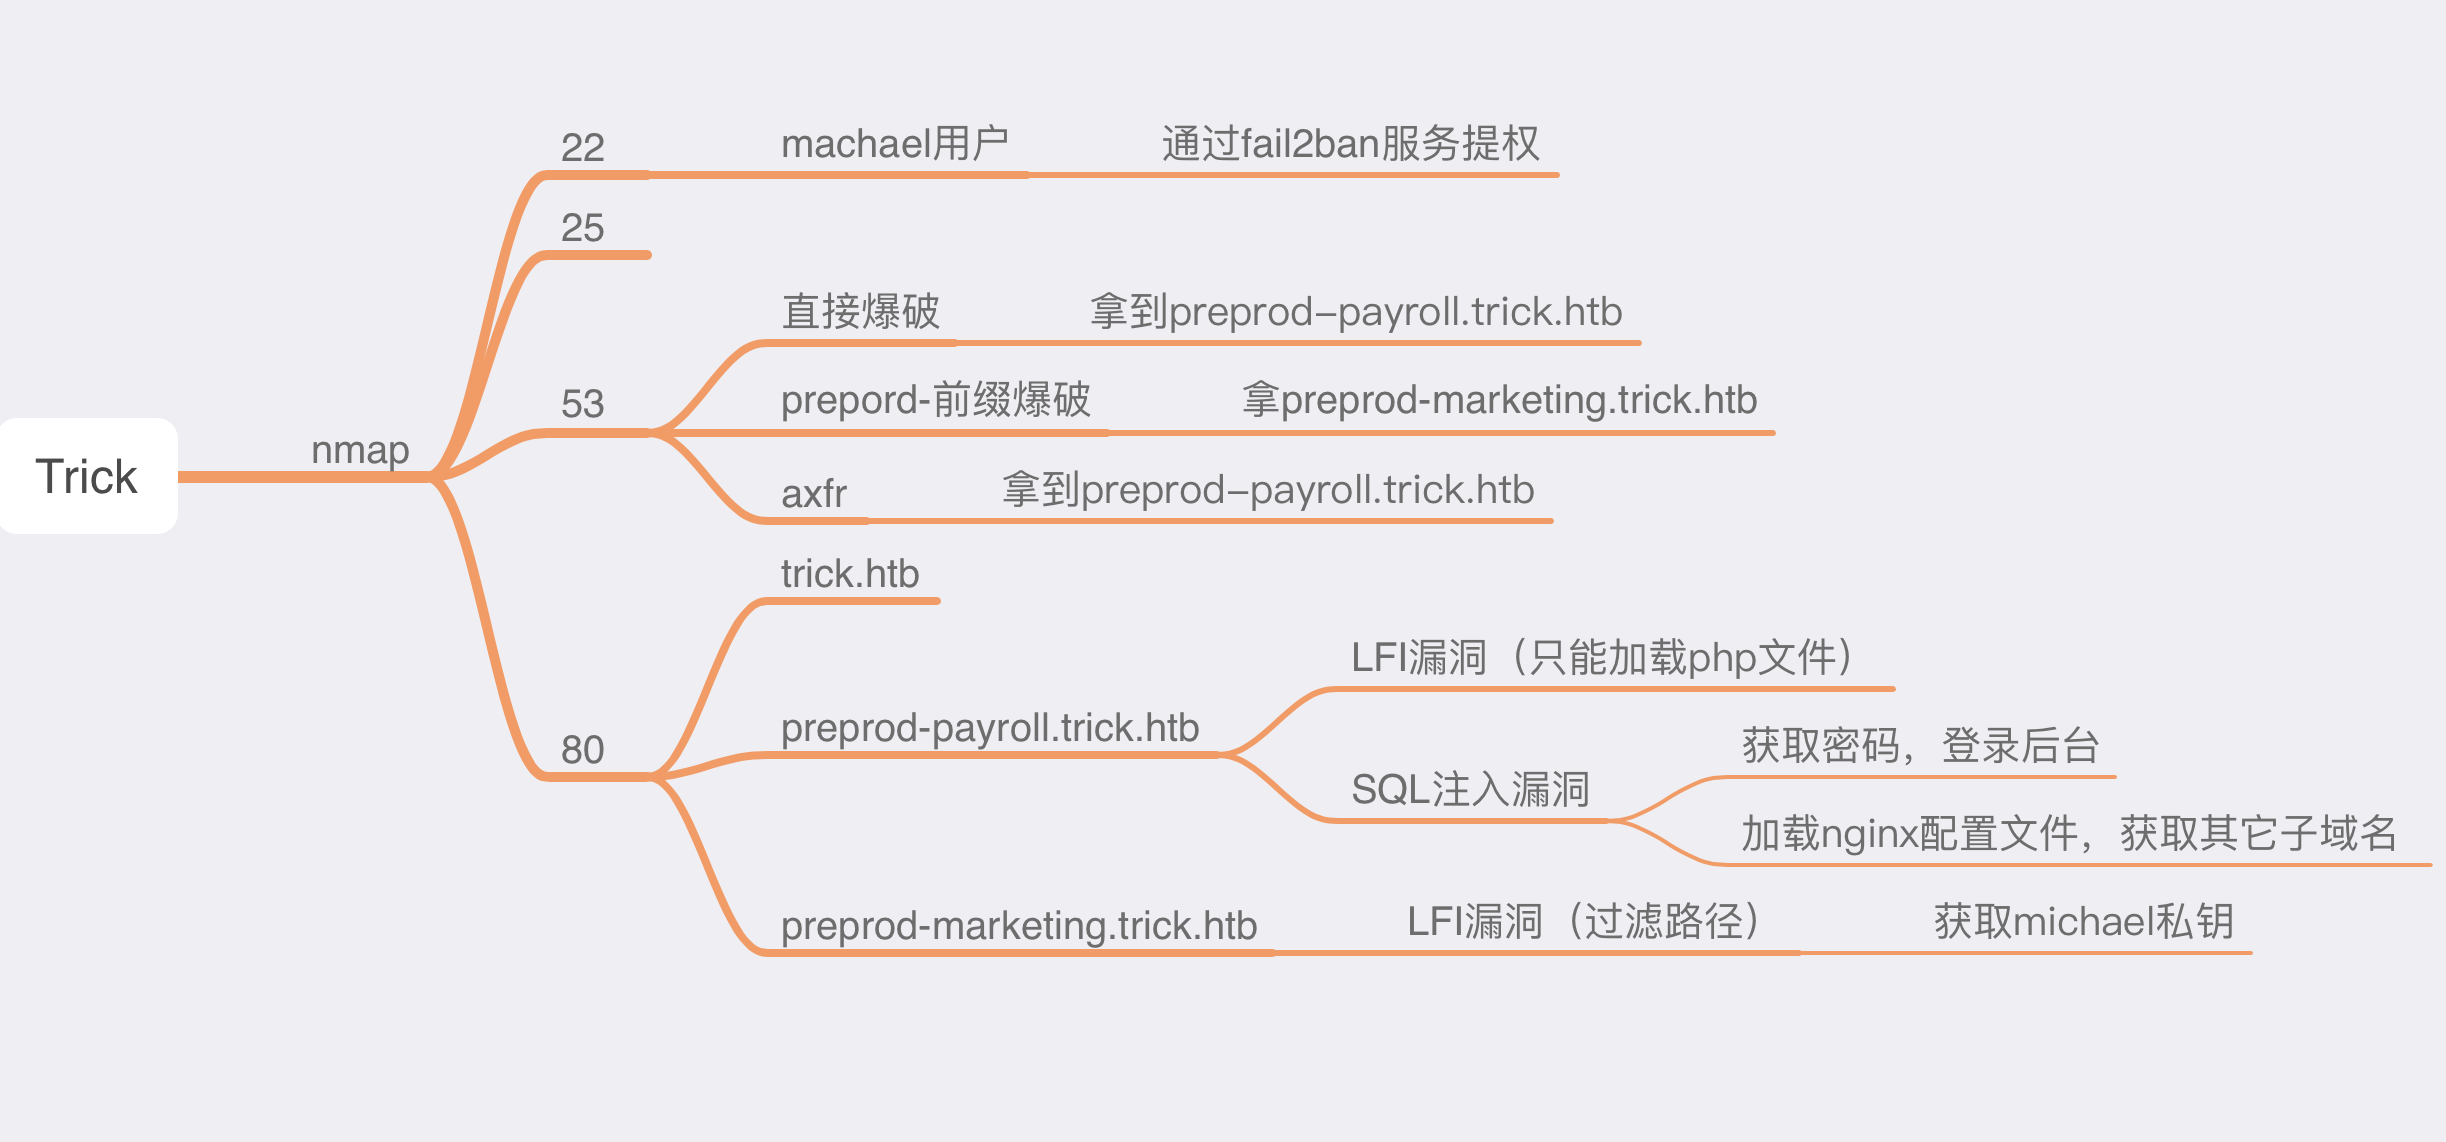 Trick
nmap
22
machael用户
通过fail2ban服务提权
25
53
直接爆破
拿到preprod–payroll.trick.htb
prepord-前缀爆破
拿preprod-marketing.trick.htb
axfr
拿到preprod–payroll.trick.htb
80
trick.htb
preprod-payroll.trick.htb
LFI漏洞（只能加载php文件）
SQL注入漏洞
获取密码，登录后台
加载nginx配置文件，获取其它子域名
preprod-marketing.trick.htb
LFI漏洞（过滤路径）
获取michael私钥